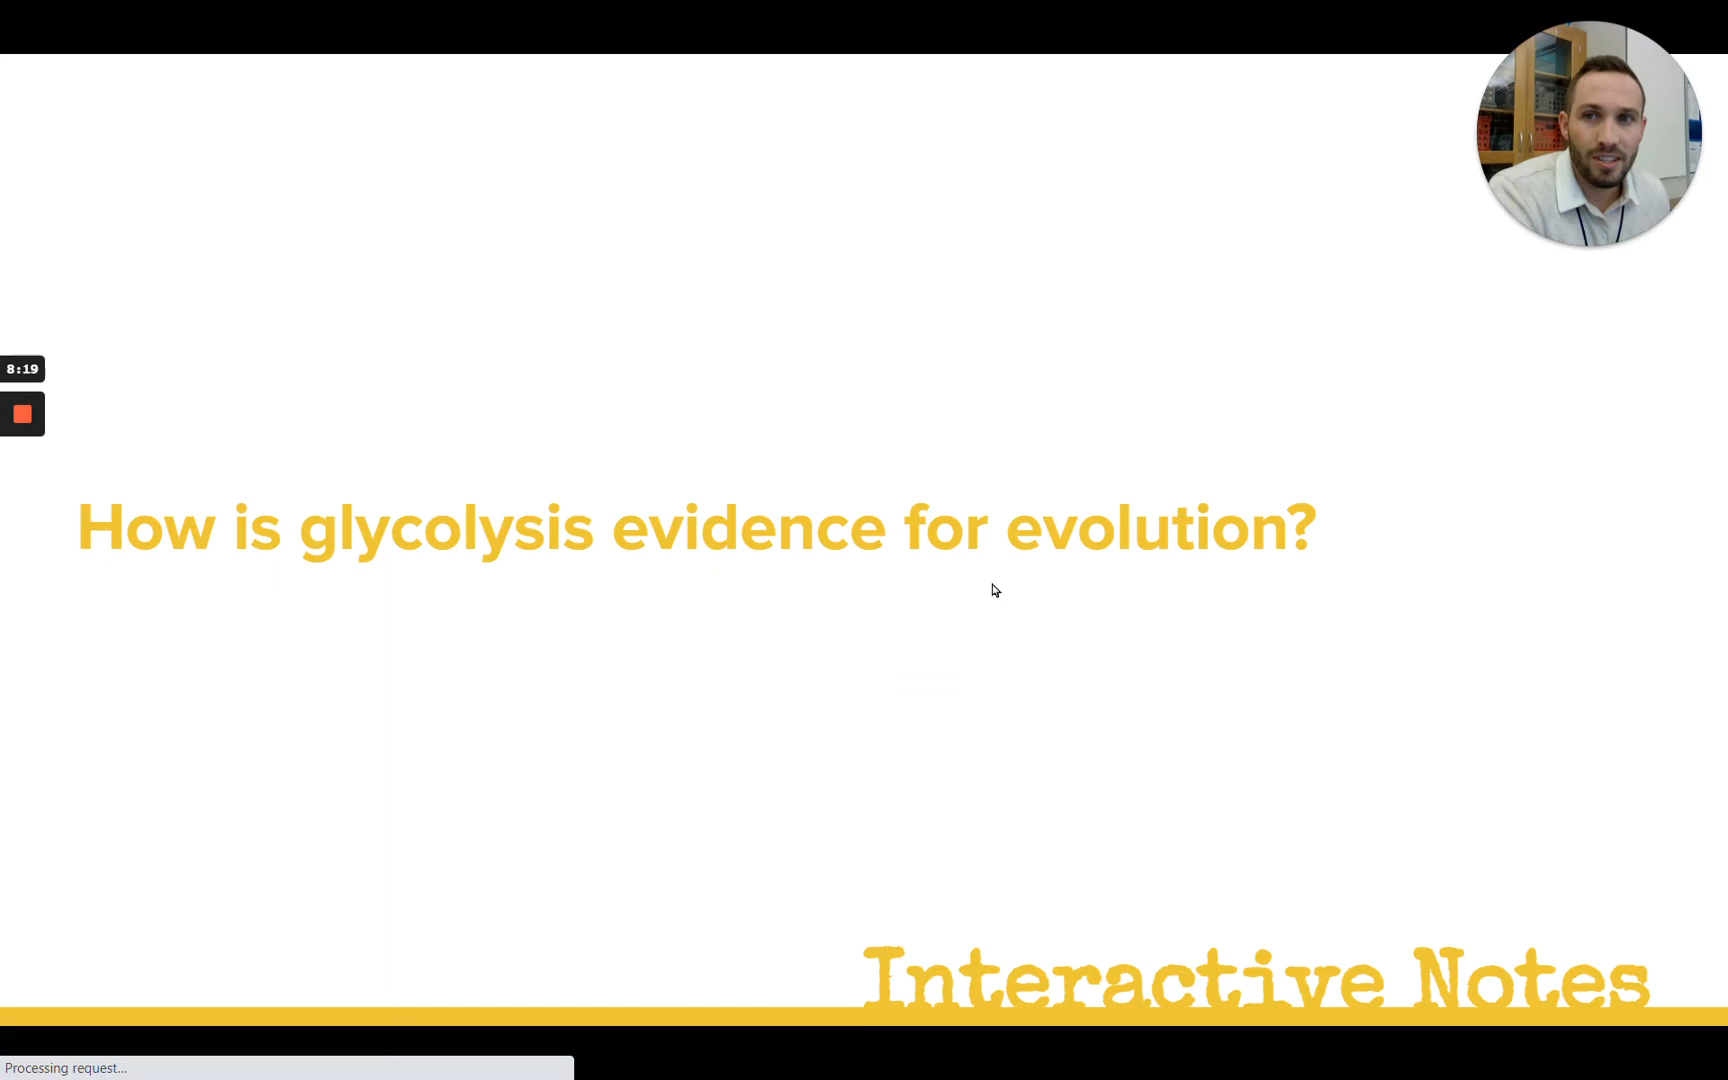 8:19
How is glycolysis evidence for evolution?
Interactive Notes
Processing request...